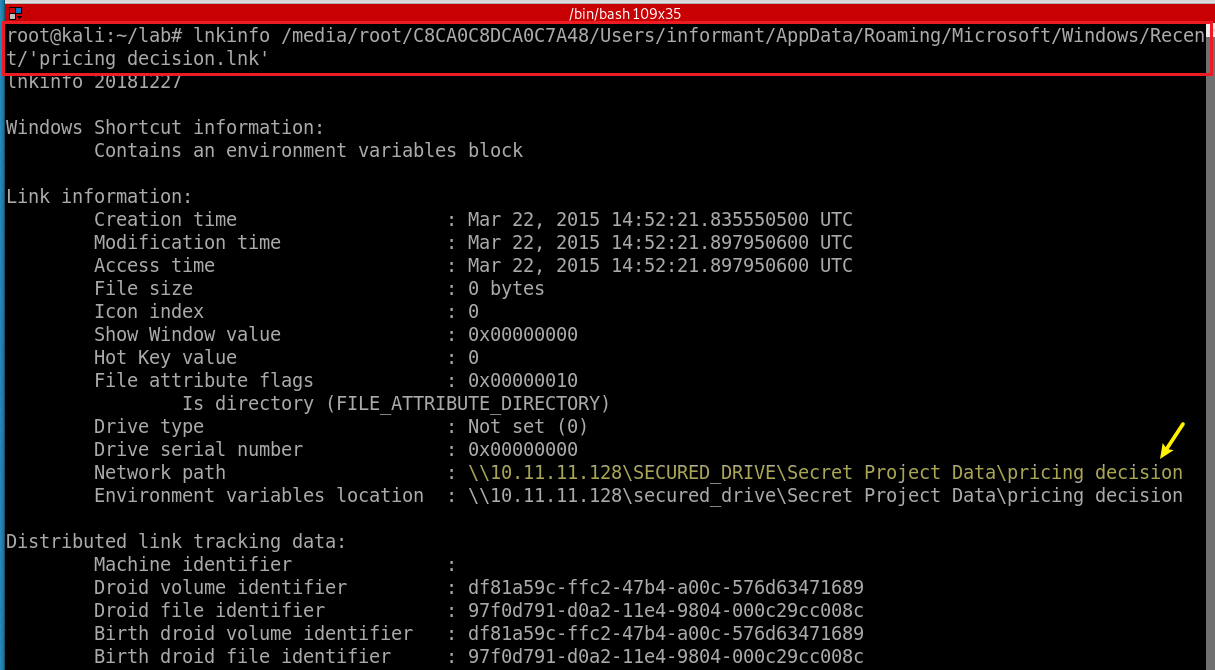 /bin/bash 109x35
root@kali:~/lab# lnkinfo /media/root/C8CA0C8DCA0C7A48/Users/informant/AppData/Roaming/Microsoft/Windows/Recen
t/'pricing decision.lnk'
lnkinfo 20181227
Windows Shortcut information:
Contains an environment variables block
Link information:
Creation time : Mar 22, 2015 14:52:21.835550500 UTC
Modification time : Mar 22, 2015 14:52:21.897950600 UTC
Access time : Mar 22, 2015 14:52:21.897950600 UTC
File size : 0 bytes
Icon index : 0
Show Window value : 0x00000000
Hot Key value : 0
File attribute flags : 0x00000010
Is directory (FILE_ATTRIBUTE_DIRECTORY)
Drive type : Not set (0)
Drive serial number : 0x00000000
Network path : \\10.11.11.128\SECURED_DRIVE\Secret Project Data\pricing decision
Environment variables location : \\10.11.11.128\secured_drive\Secret Project Data\pricing decision
Distributed link tracking data:
Machine identifier :
Droid volume identifier : df81a59c-ffc2-47b4-a00c-576d63471689
Droid file identifier : 97f0d791-d0a2-11e4-9804-000c29cc008c
Birth droid volume identifier : df81a59c-ffc2-47b4-a00c-576d63471689
Birth droid file identifier : 97f0d791-d0a2-11e4-9804-000c29cc008c